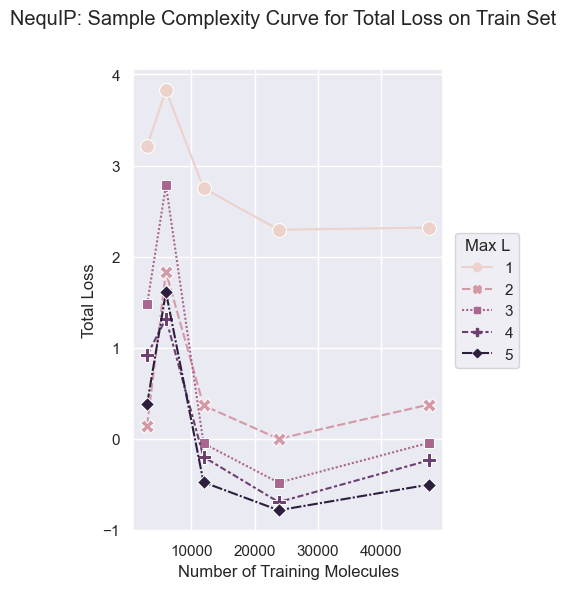 NequIP: Sample Complexity Curve for Total Loss on Train Set
4
3
2
1
0
−1
Total Loss
10000 20000 30000 40000
Number of Training Molecules
Max L
1
2
3
4
5